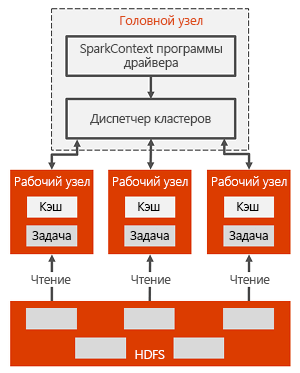 Головной узел
SparkContext программы
драйвера
Диспетчер кластеров
Рабочий узел
Кэш
Задача
Рабочий узел
Кэш
Задача
Рабочий узел
Кэш
Задача
Чтение
Чтение
Чтение
HDFS